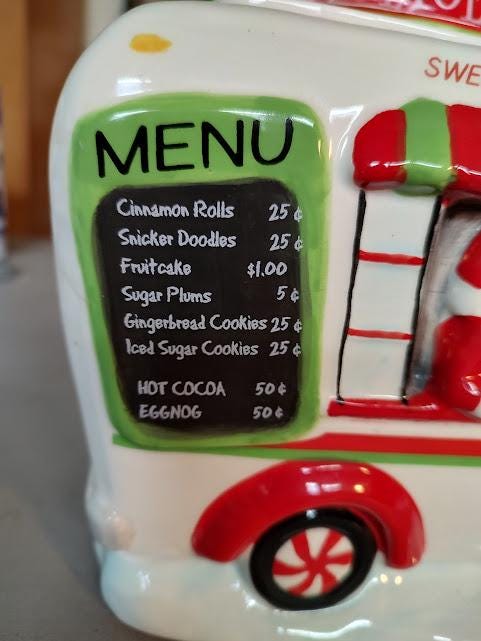 SWE
MENU
Cinnamon Rolls 25 ¢
Snicker Doodles 25 ¢
Fruitcake $1.00
Sugar Plums 5 ¢
Gingerbread Cookies 25 ¢
Iced Sugar Cookies 25 ¢
HOT COCOA 50 ¢
EGGNOG 50 ¢